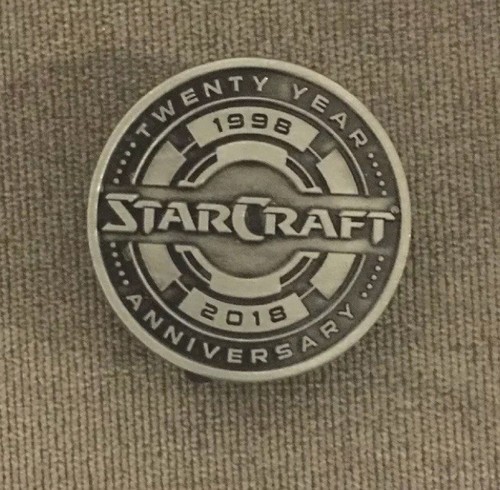 TWENTY YEAR
1998
STARCRAFT®
2018
ANNIVERSARY